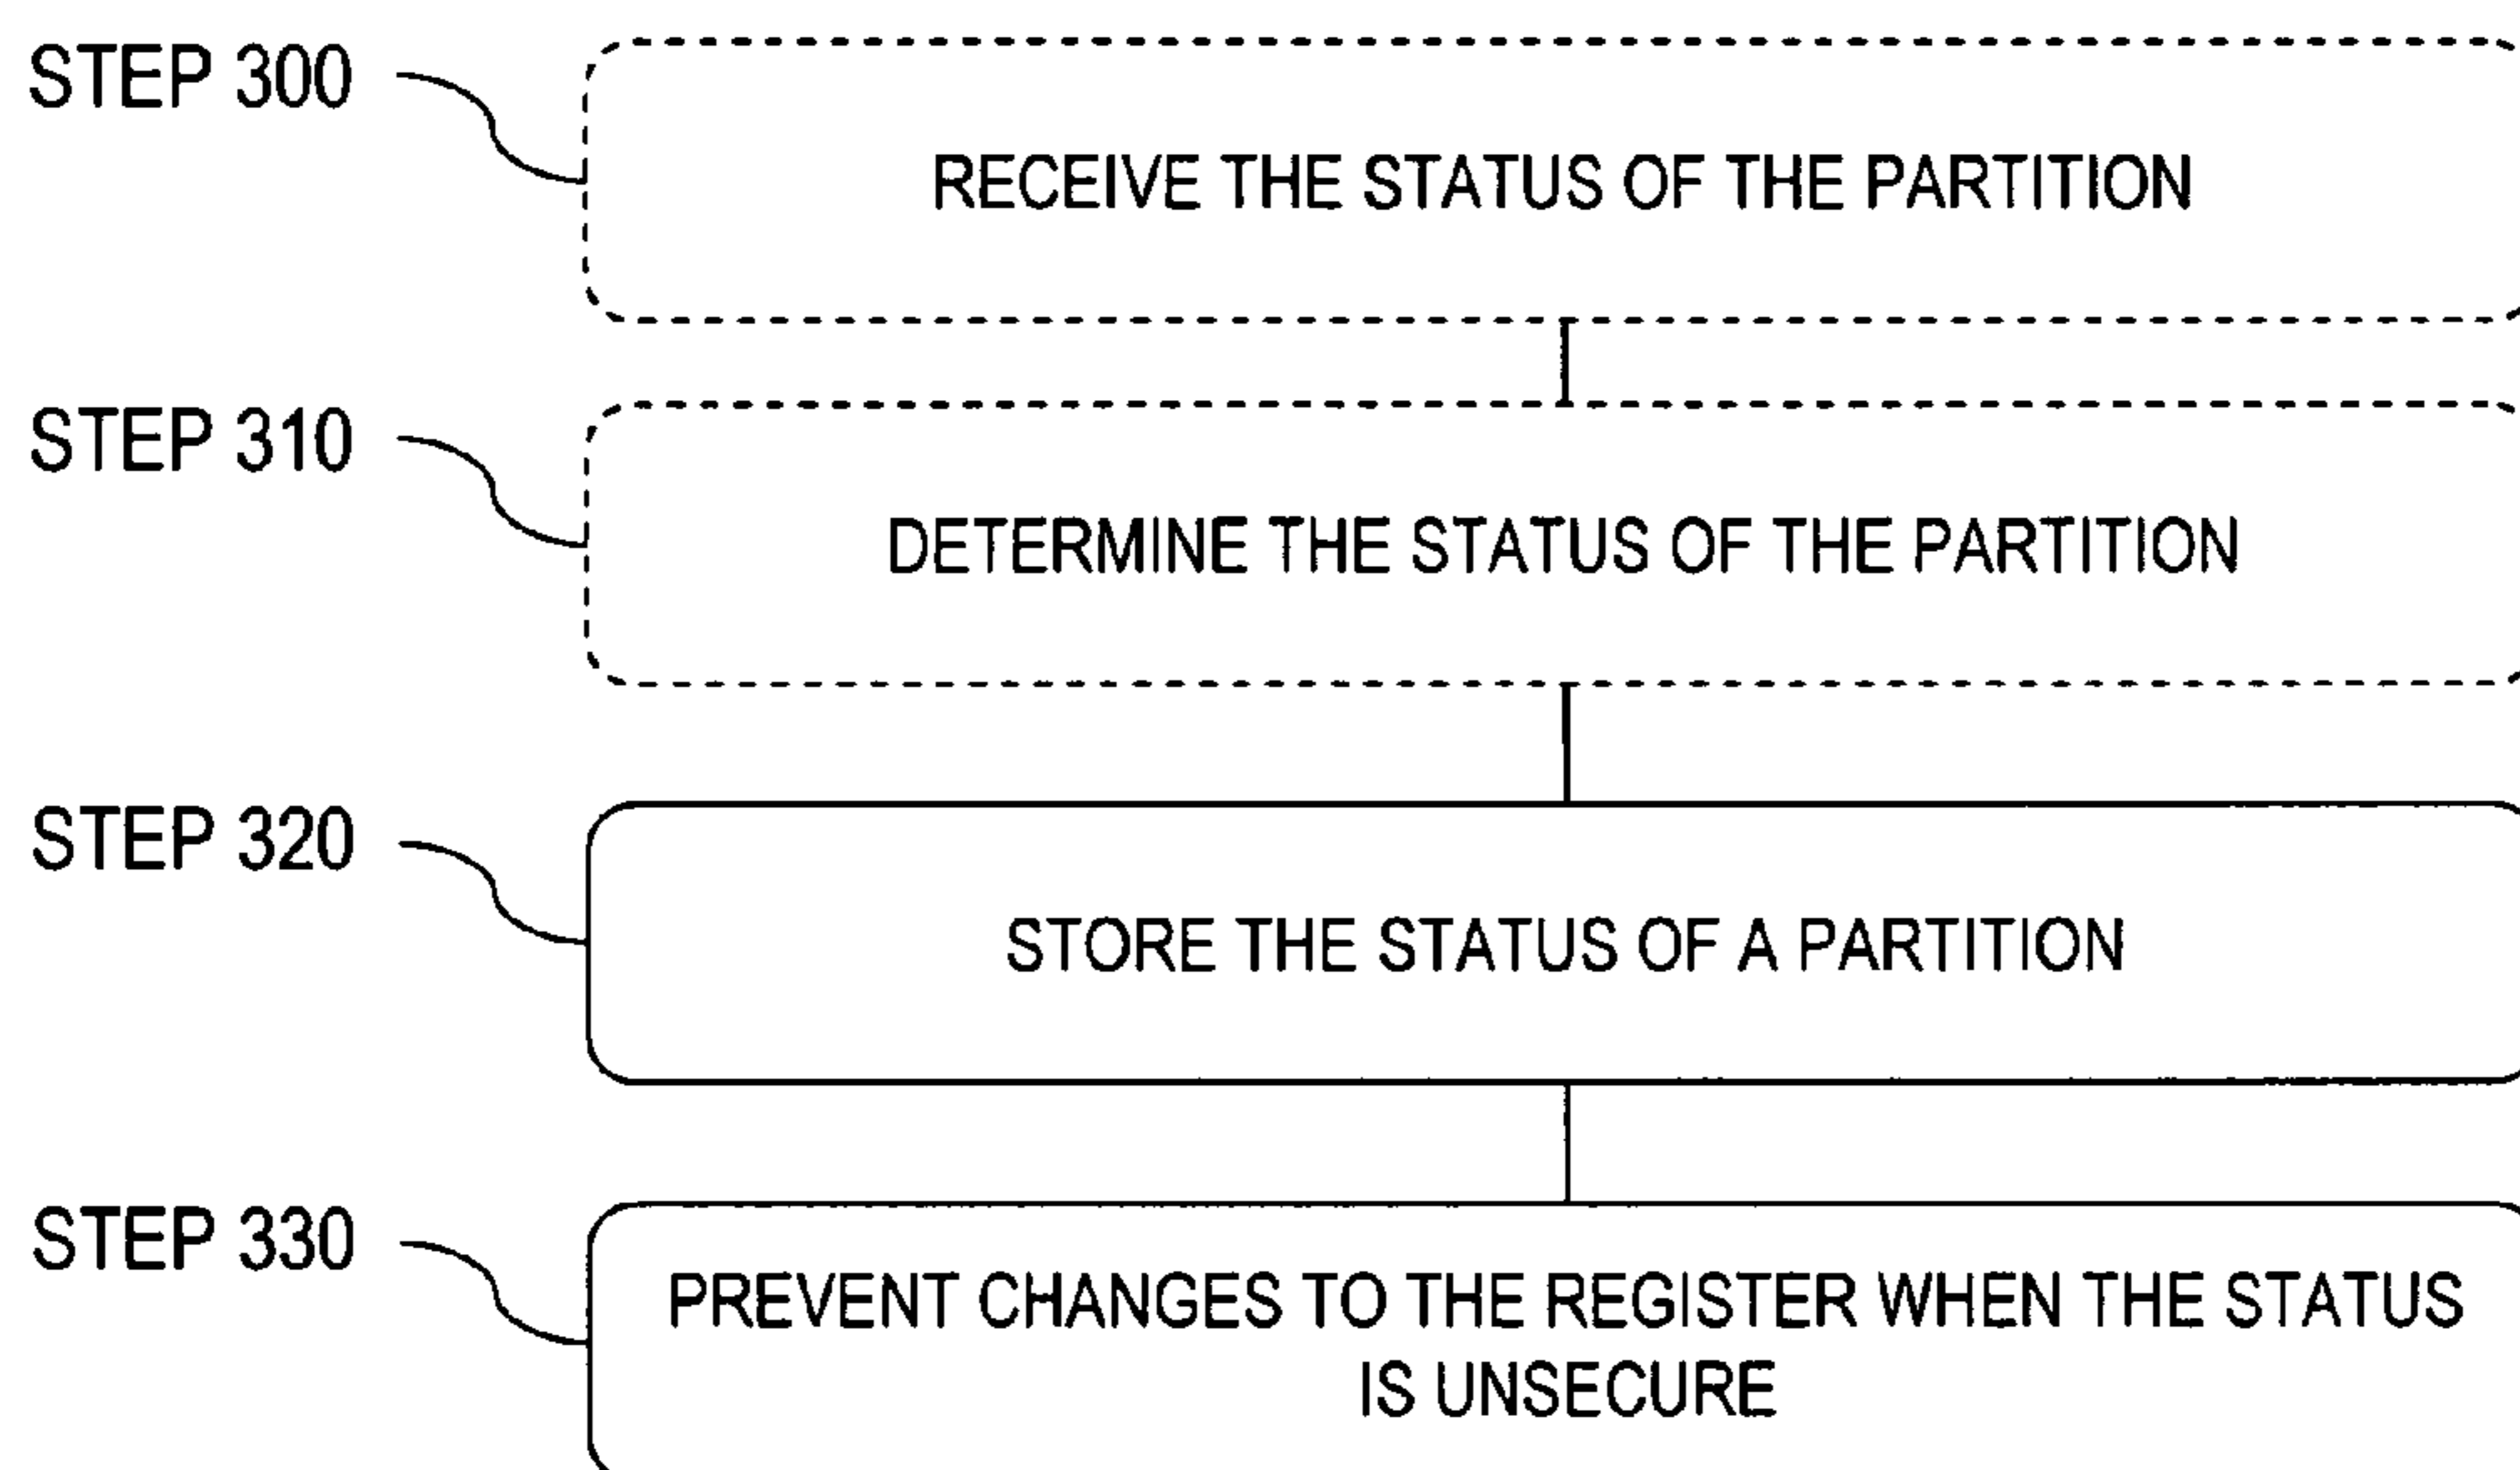 STEP 300
RECEIVE THE STATUS OF THE PARTITION
STEP 310
DETERMINE THE STATUS OF THE PARTITION
STEP 320
STORE THE STATUS OF A PARTITION
STEP 330
PREVENT CHANGES TO THE REGISTER WHEN THE STATUS
IS UNSECURE